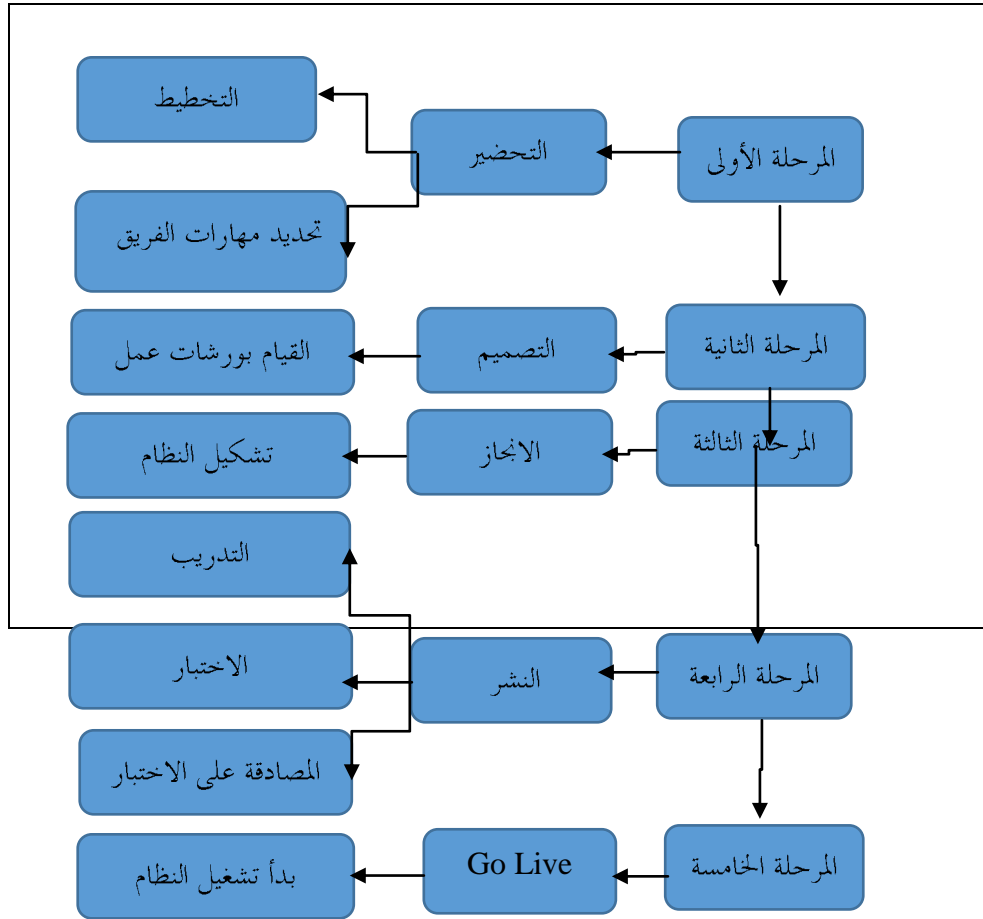 المرحلة الأولى
التحضير
التخطيط
تحديد مهارات الفريق
المرحلة الثانية
التصميم
القيام بورشات عمل
المرحلة الثالثة
الانجاز
تشكيل النظام
المرحلة الرابعة
النشر
التدريب
الاختبار
المصادقة على الاختبار
المرحلة الخامسة
Go Live
بدأ تشغيل النظام